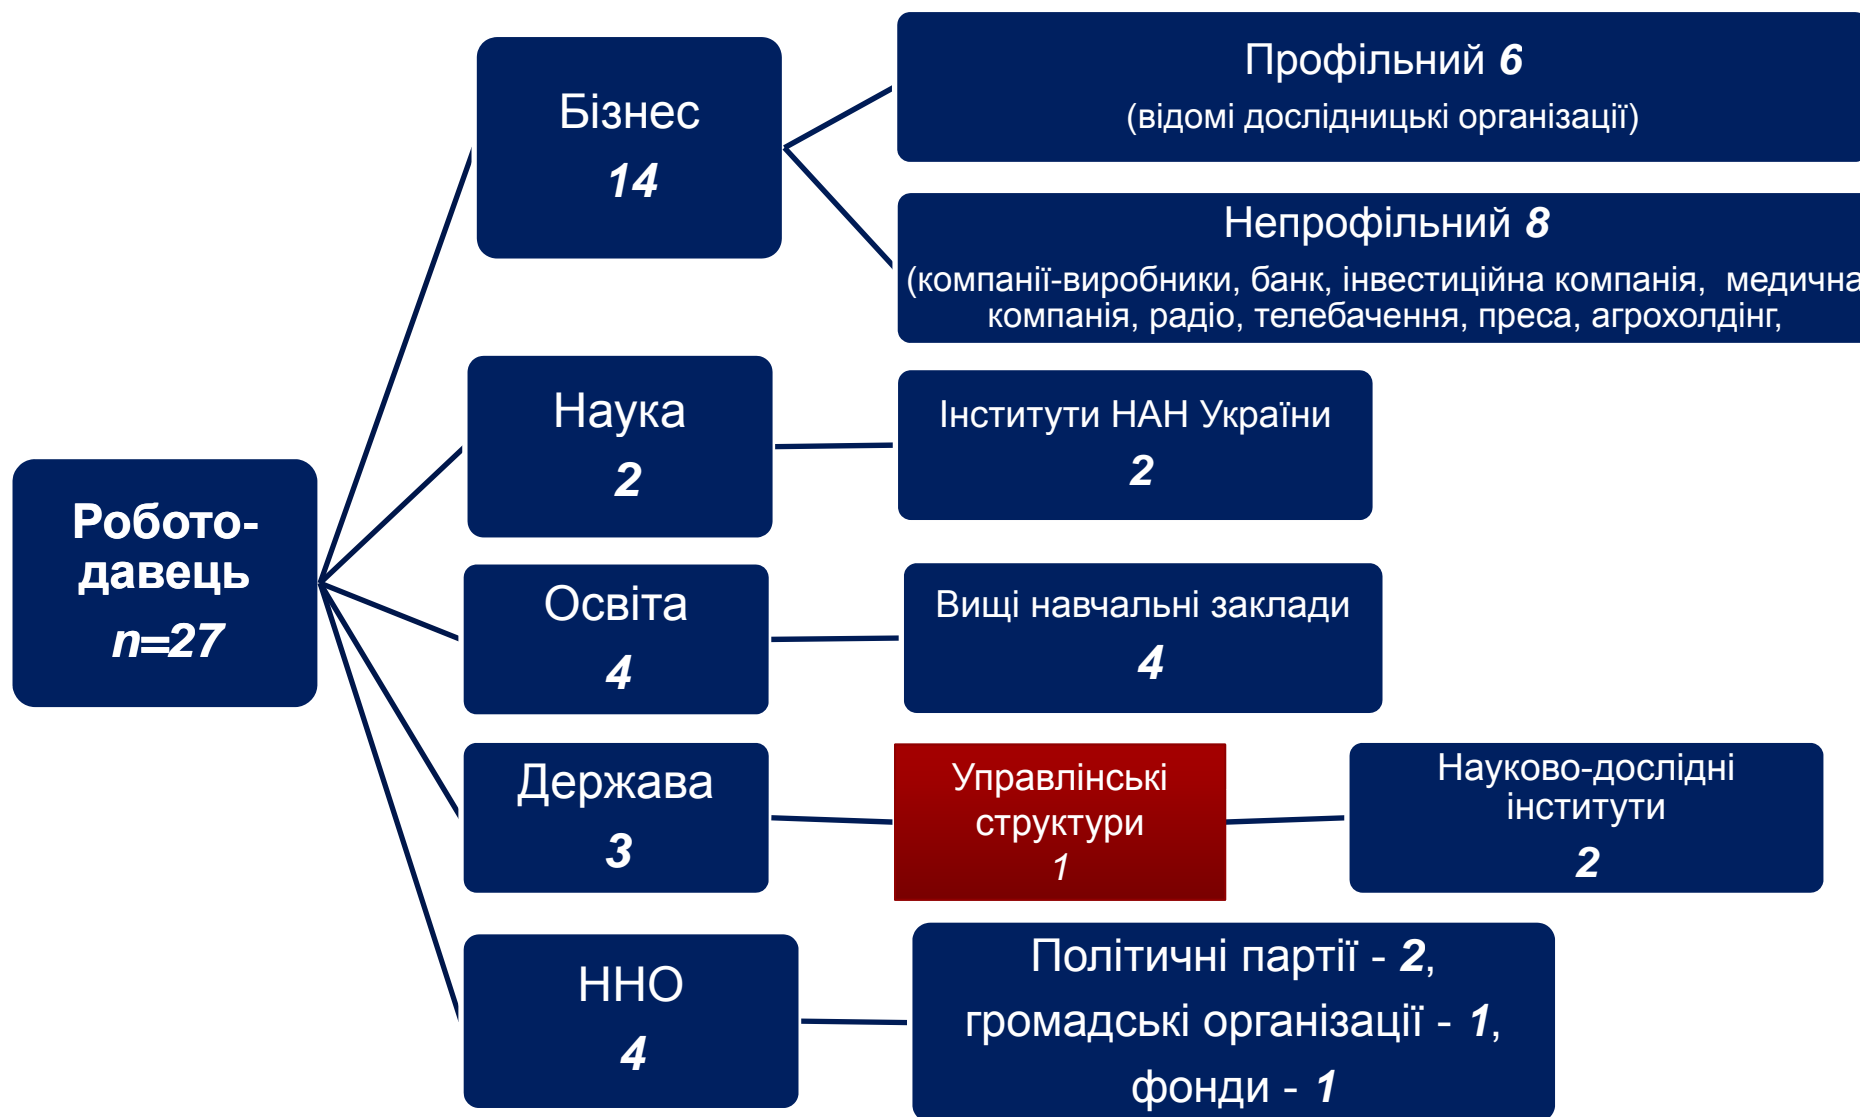 Бізнес
14
Профільний 6
(відомі дослідницькі організації)
Непрофільний 8
(компанії-виробники, банк, інвестиційна компанія, медична
компанія, радіо, телебачення, преса, агрохолдінг,
Наука
2
Інститути НАН України
2
Робото-
давець
n=27
Освіта
4
Вищі навчальні заклади
4
Держава
3
Управлінські
структури
1
Науково-дослідні
інститути
2
ННО
4
Політичні партії - 2,
громадські організації - 1,
фонди - 1